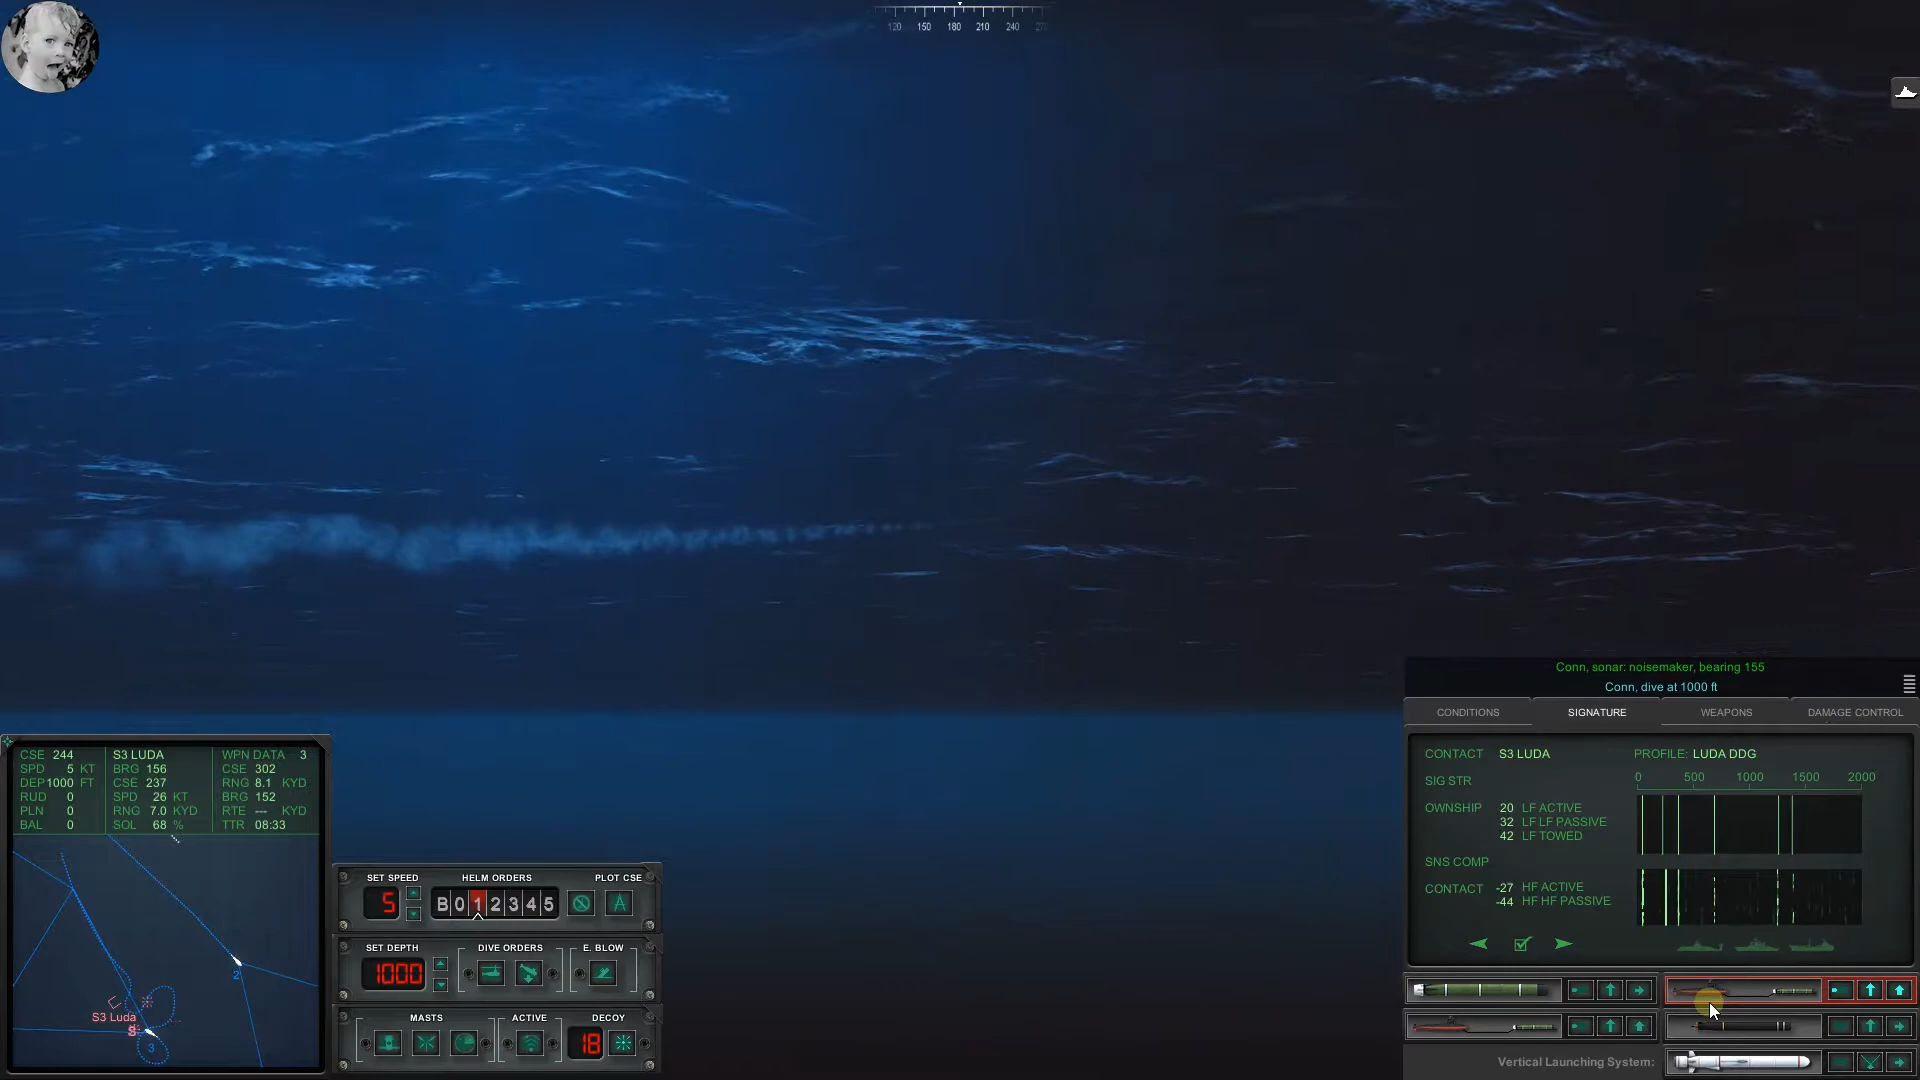 120 150 180 210 240 270
Conn, sonar: noisemaker, bearing 155
Conn, dive at 1000 ft
CONDITIONS SIGNATURE WEAPONS DAMAGE CONTROL
CONTACT S3 LUDA PROFILE: LUDA DDG
SIG STR 0 500 1000 1500 2000
OWNSHIP 20 LF ACTIVE
32 LF LF PASSIVE
42 LF TOWED
SNS COMP
CONTACT -27 HF ACTIVE
-44 HF HF PASSIVE
Vertical Launching System:
CSE 244 S3 LUDA WPN DATA 3
SPD 5 KT BRG 156 CSE 302
DEP 1000 FT CSE 237 RNG 8.1 KYD
RUD 0 SPD 26 KT BRG 152
PLN 0 RNG 7.0 KYD RTE --- KYD
BAL 0 SOL 68 % TTR 08:33
2
S3 Luda
3
SET SPEED HELM ORDERS PLOT CSE
5 B 0 1 2 3 4 5
SET DEPTH DIVE ORDERS E. BLOW
1000
MASTS ACTIVE DECOY
18